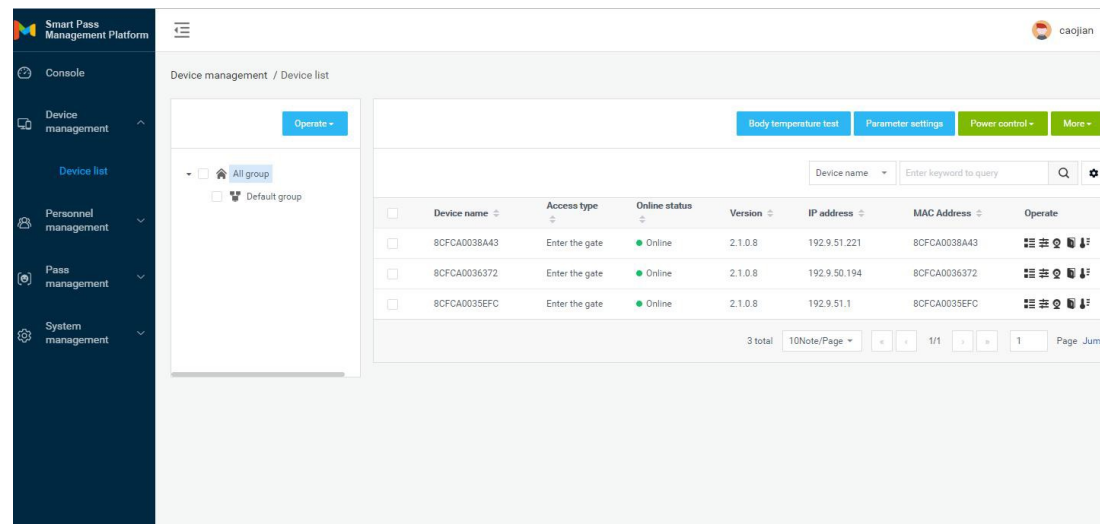 Smart Pass
Management Platform
caojian
Console
Device management / Device list
Device
management
Device list
Personnel
management
Pass
management
System
management
Operate
All group
Default group
Body temperature test
Parameter settings
Power control
More
Device name
Enter keyword to query
Device name Access type Online status Version IP address MAC Address Operate
8CFCA0038A43 Enter the gate Online 2.1.0.8 192.9.51.221 8CFCA0038A43
8CFCA0036372 Enter the gate Online 2.1.0.8 192.9.50.194 8CFCA0036372
8CFCA0035EFC Enter the gate Online 2.1.0.8 192.9.51.1 8CFCA0035EFC
3 total 10Note/Page « ‹ 1/1 › » 1 Page Jum